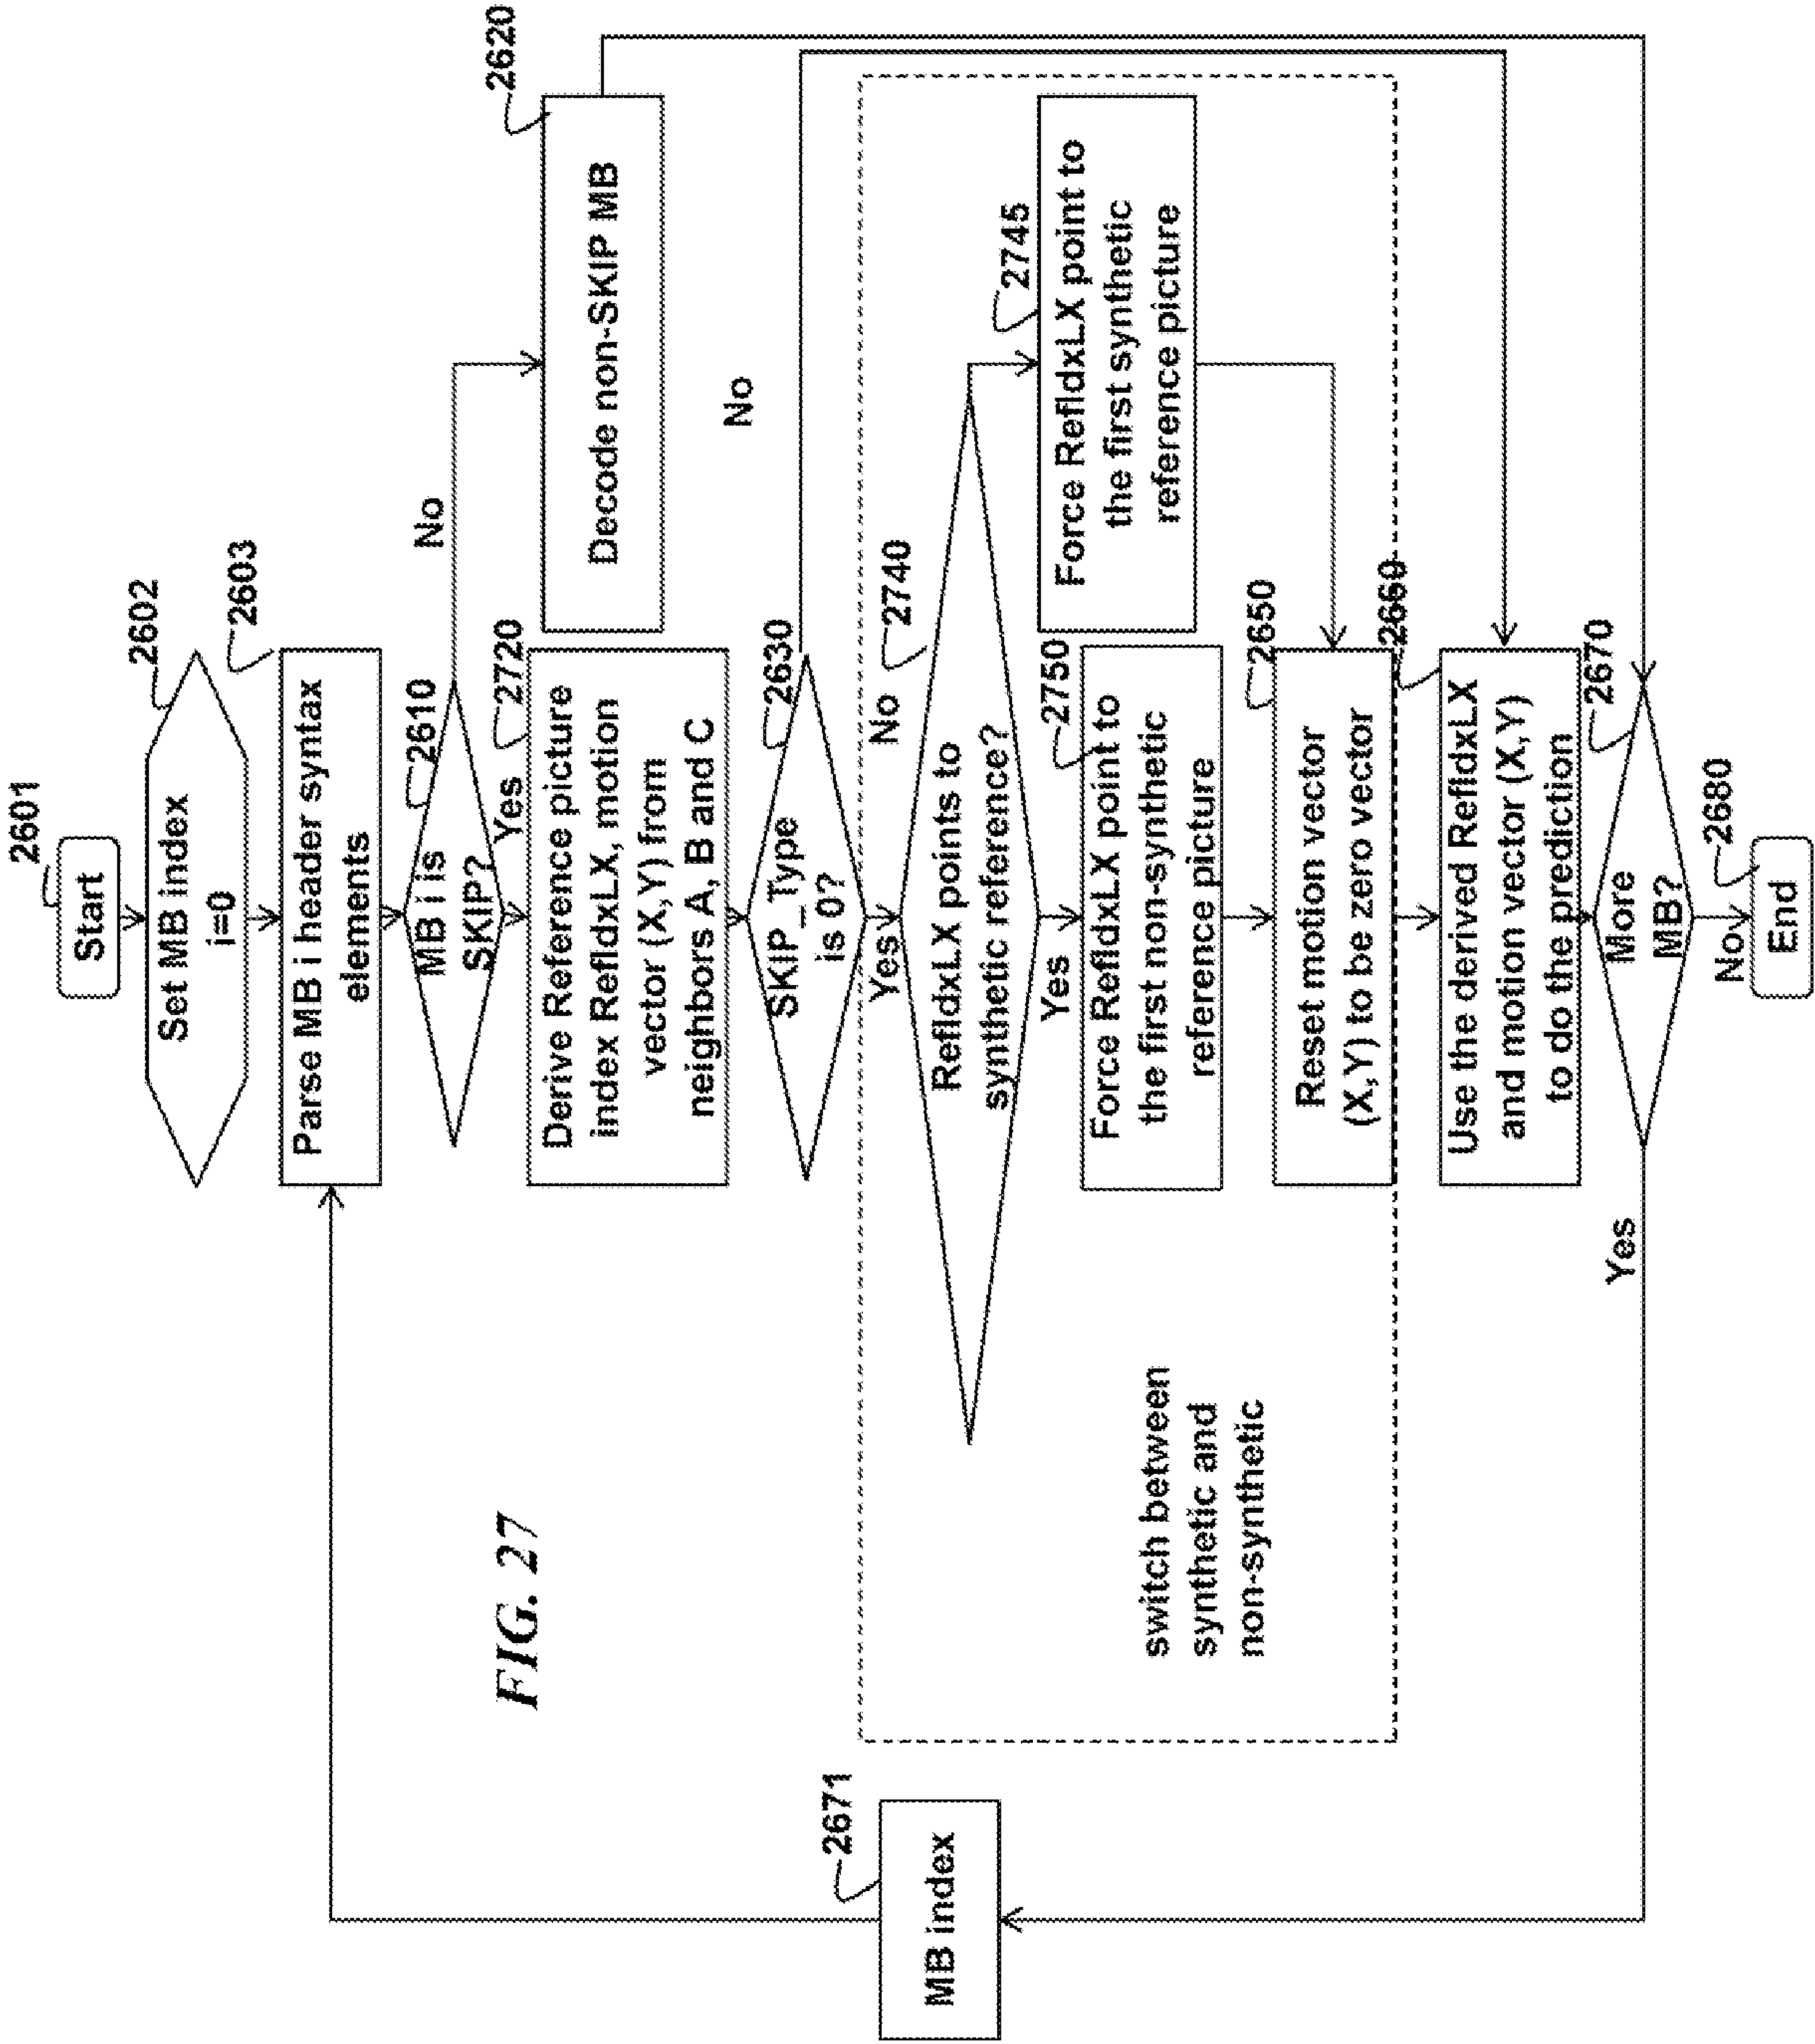 2601
Start
2602
Set MB index
i=0
2603
Parse MB i header syntax
elements
2610
MB i is
SKIP?
No
Yes
2620
Decode non-SKIP MB
2720
Derive Reference picture
index RefIdxLX, motion
vector (X,Y) from
neighbors A, B and C
2630
SKIP_Type
is 0?
No
Yes
2740
RefIdxLX points to
synthetic reference?
No
Yes
2745
Force RefIdxLX point to
the first synthetic
reference picture
2750
Force RefIdxLX point to
the first non-synthetic
reference picture
2650
Reset motion vector
(X,Y) to be zero vector
switch between
synthetic and
non-synthetic
2660
Use the derived RefIdxLX
and motion vector (X,Y)
to do the prediction
2670
More
MB?
Yes
No
2671
MB index
2680
End
FIG. 27